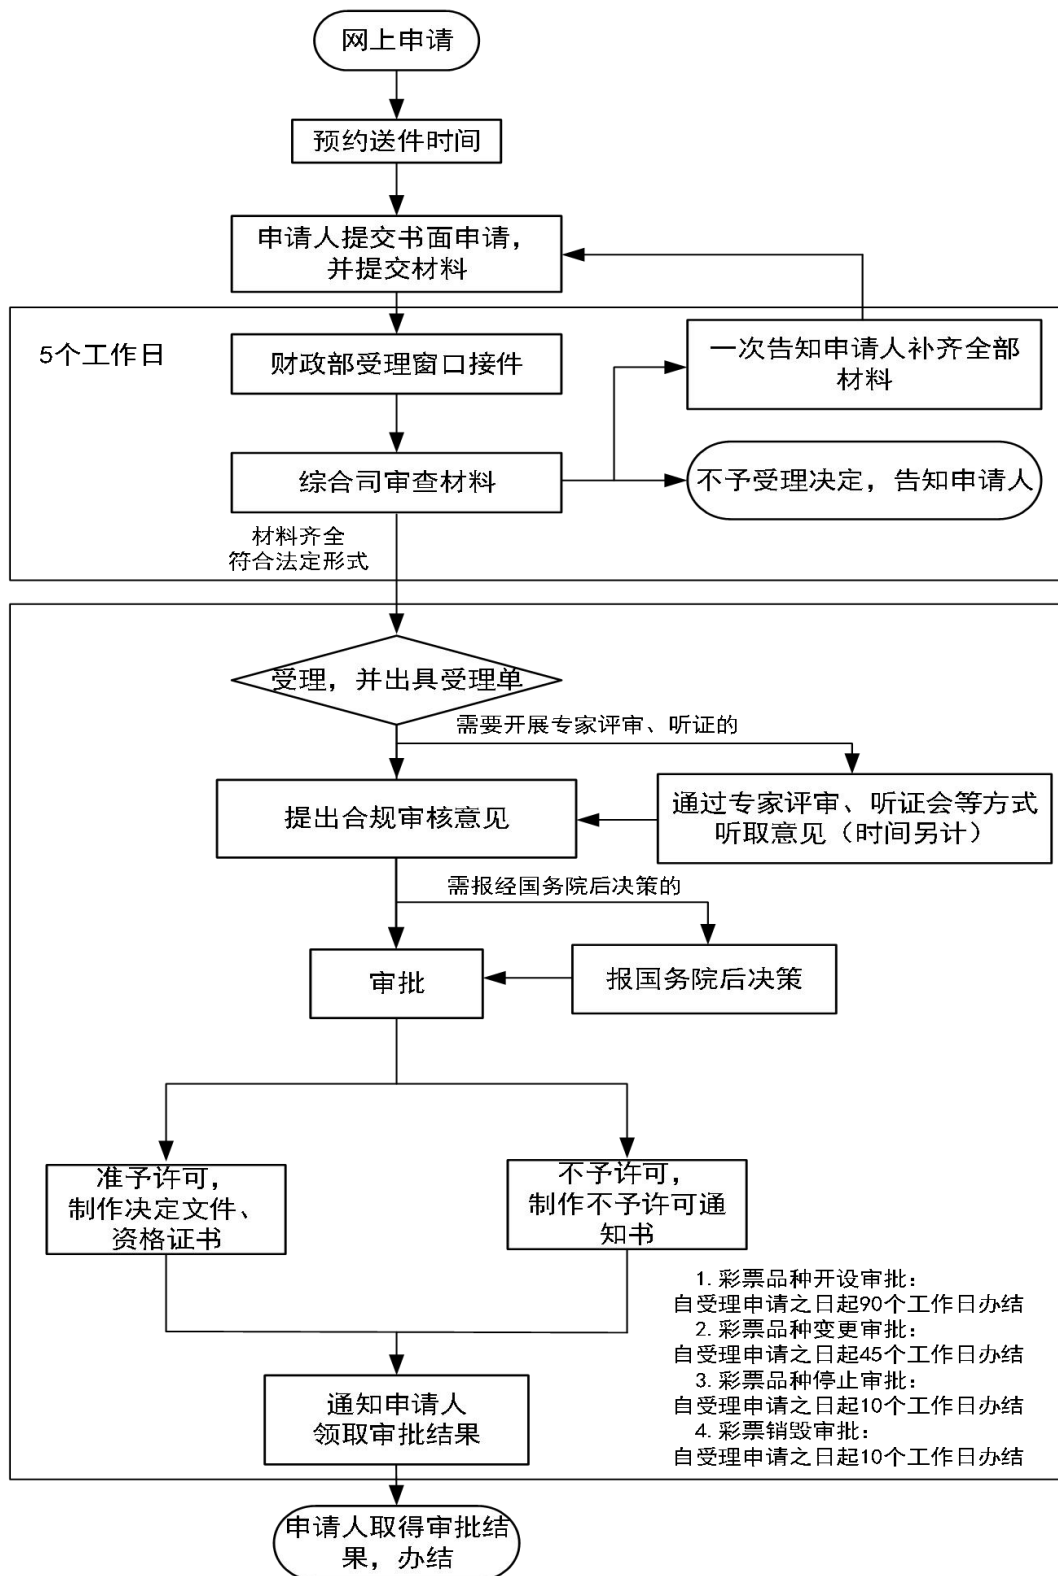 网上申请
预约送件时间
申请人提交书面申请,
并提交材料
5个工作日
财政部受理窗口接件
一次告知申请人补齐全部
材料
综合司审查材料
不予受理决定，告知申请人
材料齐全
符合法定形式
受理，并出具受理单
需要开展专家评审、听证的
提出合规审核意见
通过专家评审、听证会等方式
听取意见（时间另计）
需报经国务院后决策的
审批
报国务院后决策
准予许可,
制作决定文件、
资格证书
不予许可,
制作不予许可通
知书
1.彩票品种开设审批：
自受理申请之日起90个工作日办结
2.彩票品种变更审批：
自受理申请之日起45个工作日办结
3.彩票品种停止审批：
自受理申请之日起10个工作日办结
4.彩票销毁审批：
自受理申请之日起10个工作日办结
通知申请人
领取审批结果
申请人取得审批结
果，办结